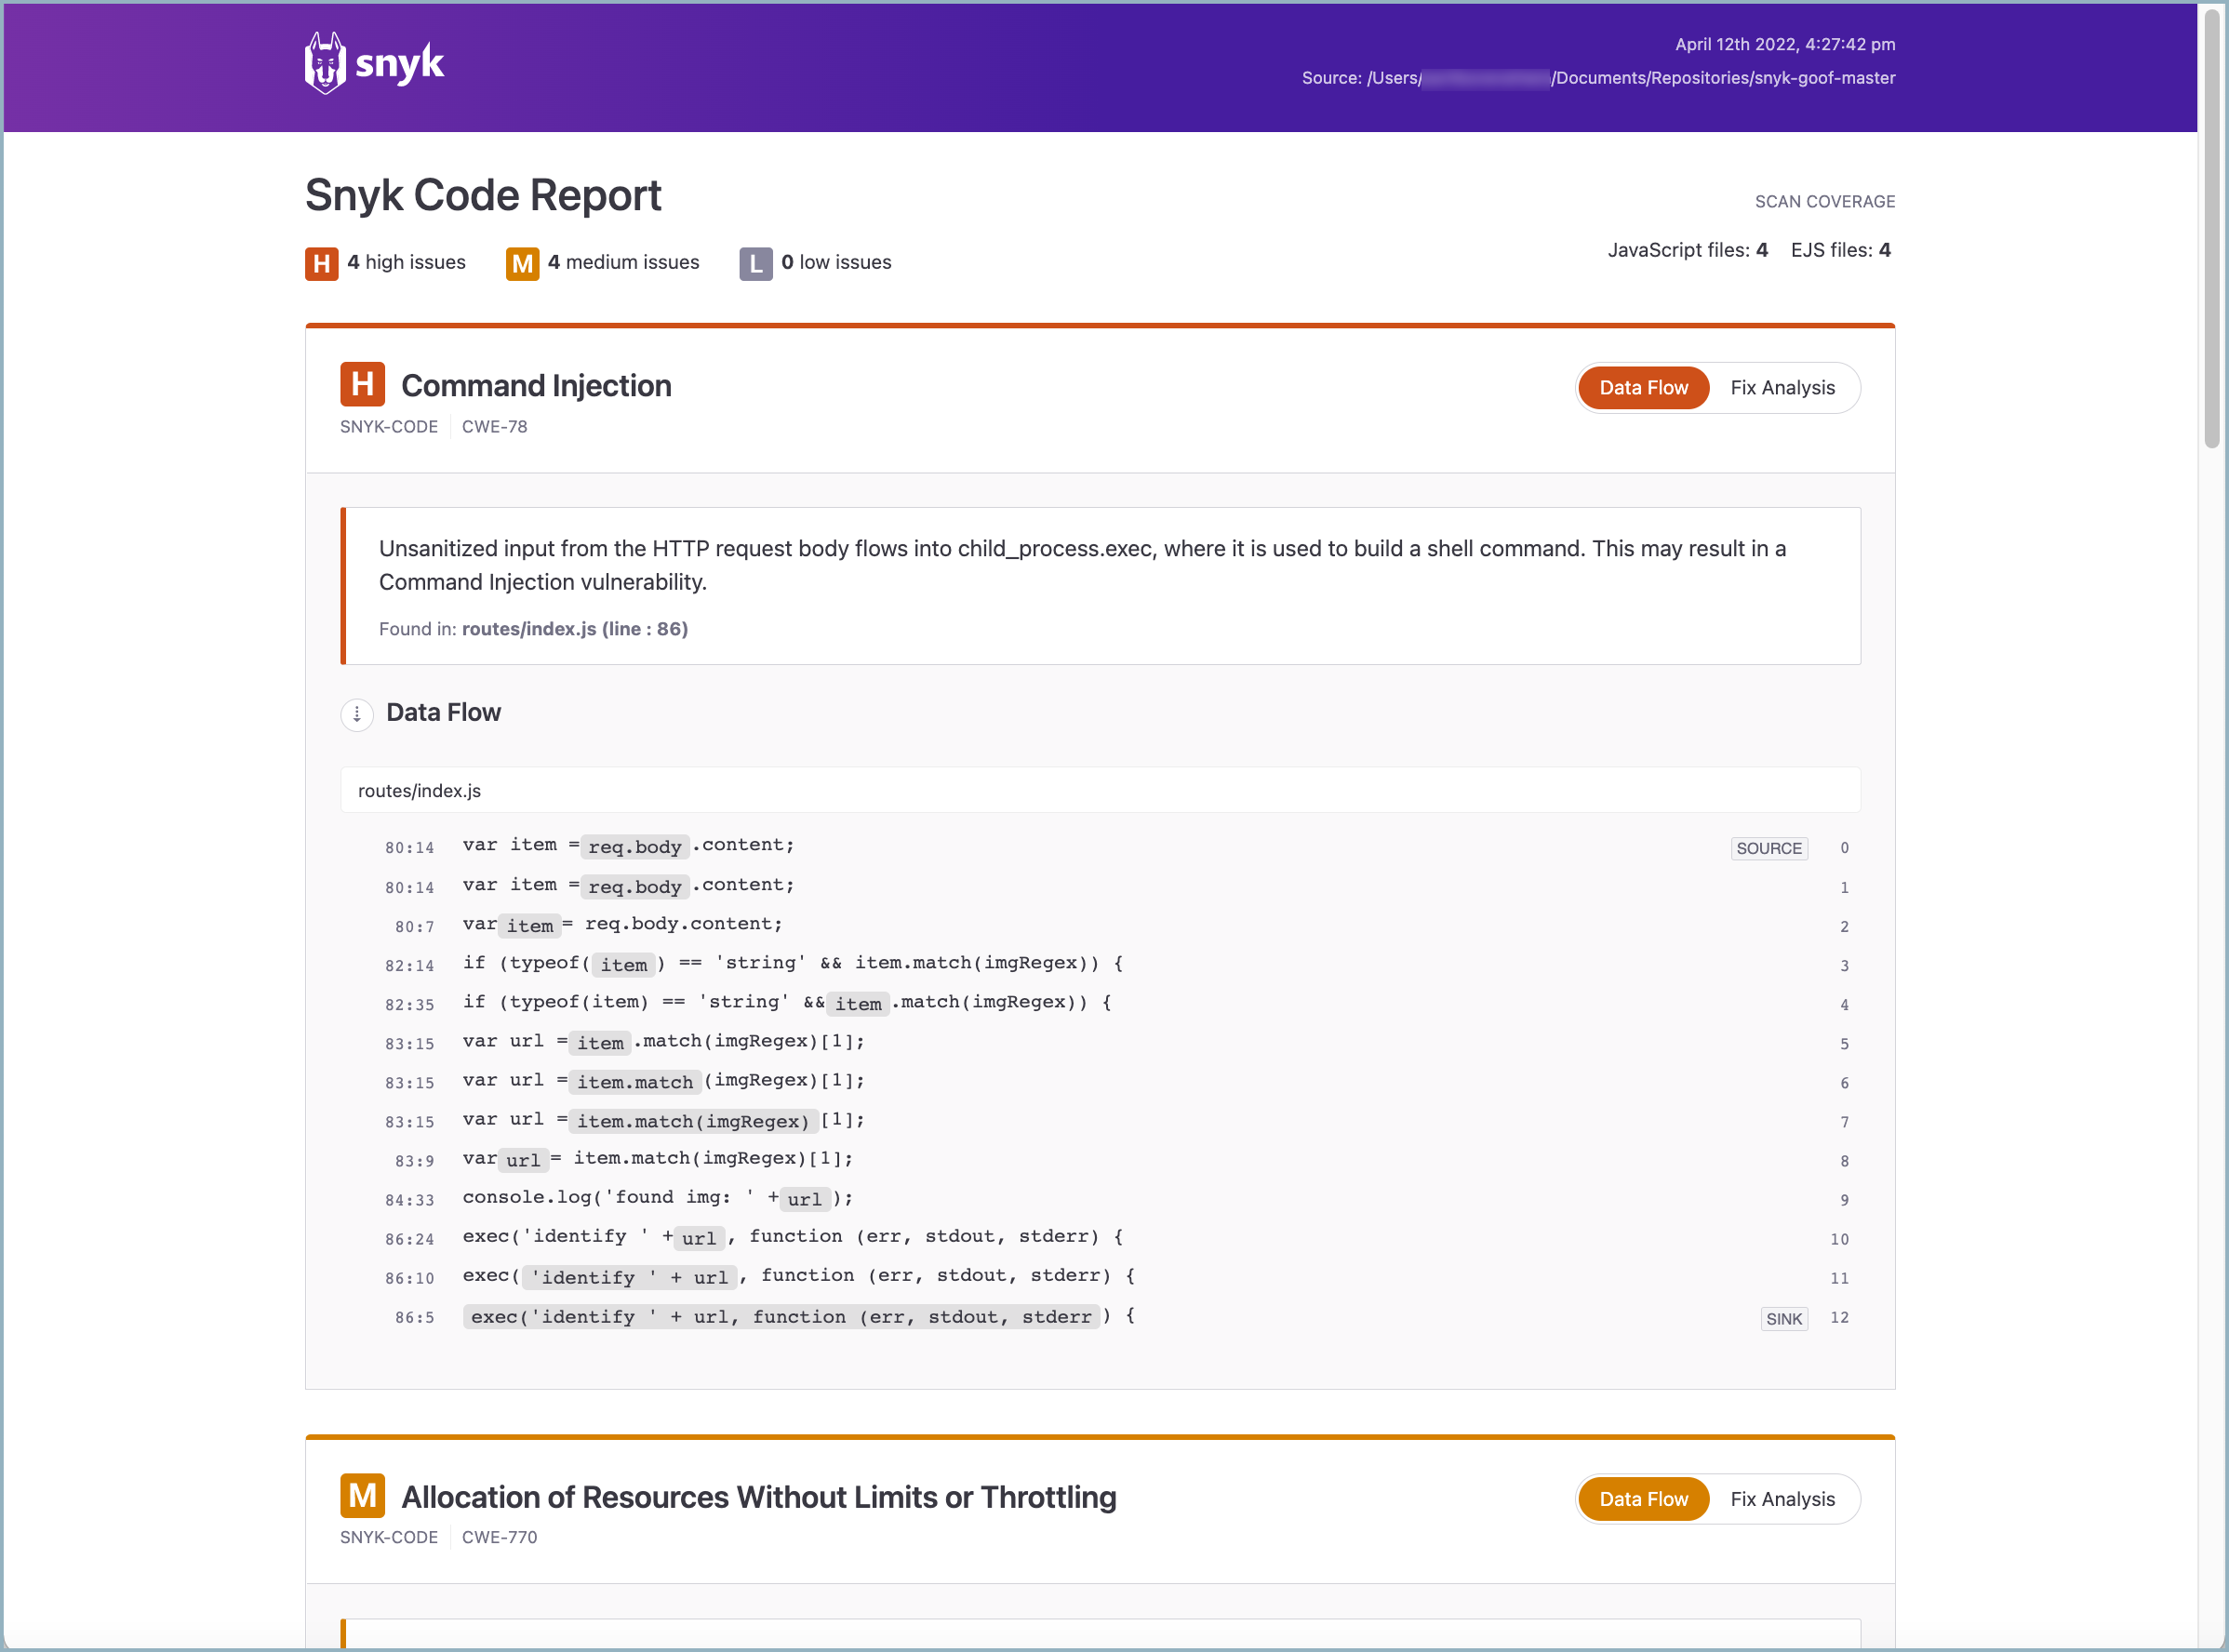 snyk
April 12th 2022, 4:27:42 pm
Source: /Users/ /Documents/Repositories/snyk-goof-master
Snyk Code Report
SCAN COVERAGE
H 4 high issues M 4 medium issues L 0 low issues
JavaScript files: 4 EJS files: 4
H Command Injection
Data Flow Fix Analysis
SNYK-CODE CWE-78
Unsanitized input from the HTTP request body flows into child_process.exec, where it is used to build a shell command. This may result in a
Command Injection vulnerability.
Found in: routes/index.js (line : 86)
Data Flow
routes/index.js
80:14 var item = req.body .content; SOURCE 0
80:14 var item = req.body .content; 1
80:7 var item = req.body.content; 2
82:14 if (typeof( item ) == 'string' && item.match(imgRegex)) { 3
82:35 if (typeof(item) == 'string' && item .match(imgRegex)) { 4
83:15 var url = item .match(imgRegex)[1]; 5
83:15 var url = item.match (imgRegex)[1]; 6
83:15 var url = item.match(imgRegex) [1]; 7
83:9 var url = item.match(imgRegex)[1]; 8
84:33 console.log('found img: ' + url ); 9
86:24 exec('identify ' + url , function (err, stdout, stderr) { 10
86:10 exec( 'identify ' + url , function (err, stdout, stderr) { 11
86:5 exec('identify ' + url, function (err, stdout, stderr ) { SINK 12
M Allocation of Resources Without Limits or Throttling
Data Flow Fix Analysis
SNYK-CODE CWE-770